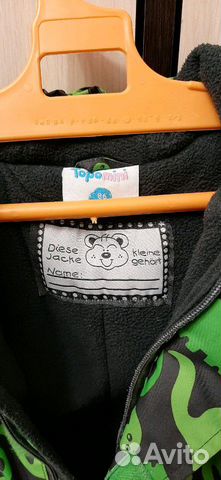 Topomini
86
Diese kleine
Jacke gehört
Name:
Avito